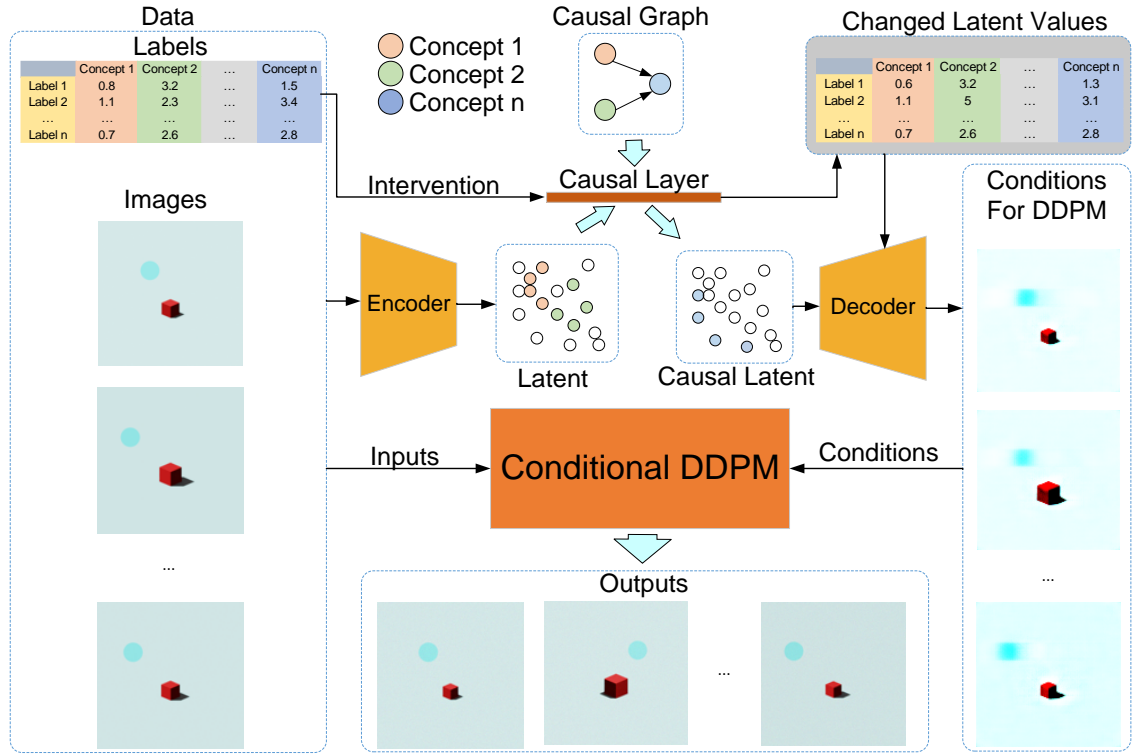 Data
Labels
Concept 1 Concept 2 … Concept n
Label 1 0.8 3.2 … 1.5
Label 2 1.1 2.3 … 3.4
… … … …
Label n 0.7 2.6 … 2.8
Images
...
Concept 1
Concept 2
Concept n
Causal Graph
Changed Latent Values
Concept 1 Concept 2 … Concept n
Label 1 0.6 3.2 … 1.3
Label 2 1.1 5 … 3.1
… … … …
Label n 0.7 2.6 … 2.8
Intervention
Causal Layer
Encoder
Latent
Causal Latent
Decoder
Conditions
For DDPM
...
Inputs
Conditional DDPM
Conditions
Outputs
...